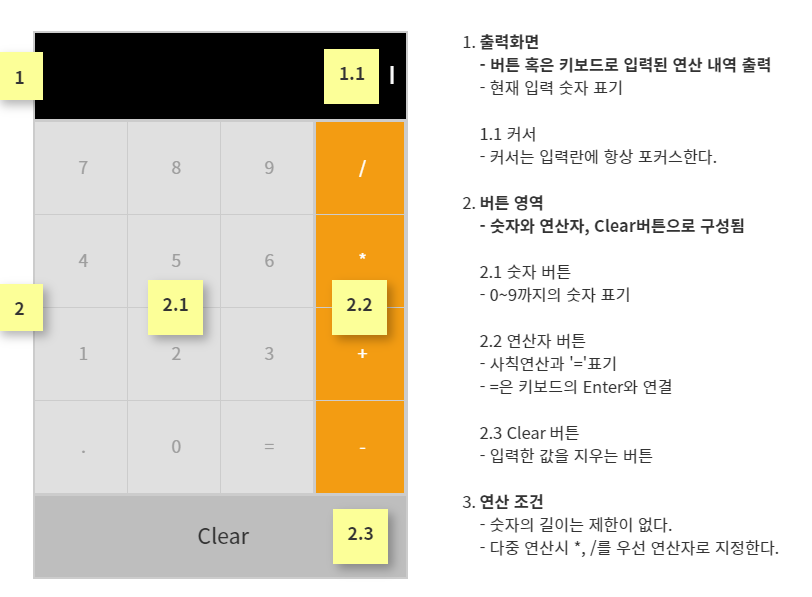 1
1.1
7
8
9
/
4
5
6
*
2
2.1
2.2
1
2
3
+
.
0
=
-
Clear
2.3
1. 출력화면
- 버튼 혹은 키보드로 입력된 연산 내역 출력
- 현재 입력 숫자 표기
1.1 커서
- 커서는 입력란에 항상 포커스한다.
2. 버튼 영역
- 숫자와 연산자, Clear버튼으로 구성됨
2.1 숫자 버튼
- 0~9까지의 숫자 표기
2.2 연산자 버튼
- 사칙연산과 '='표기
- =은 키보드의 Enter와 연결
2.3 Clear 버튼
- 입력한 값을 지우는 버튼
3. 연산 조건
- 숫자의 길이는 제한이 없다.
- 다중 연산시 *, /를 우선 연산자로 지정한다.